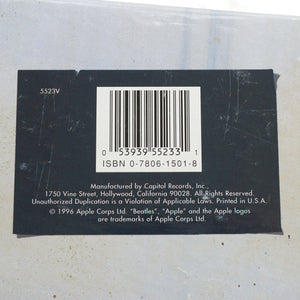 5523V
0 53939 55233 1
ISBN 0-7806-1501-8
Manufactured by Capitol Records, Inc.,
1750 Vine Street, Hollywood, California 90028. All Rights Reserved.
Unauthorized Duplication is a Violation of Applicable Laws. Printed in U.S.A.
© 1996 Apple Corps Ltd. "Beatles", "Apple" and the Apple logos
are trademarks of Apple Corps Ltd.